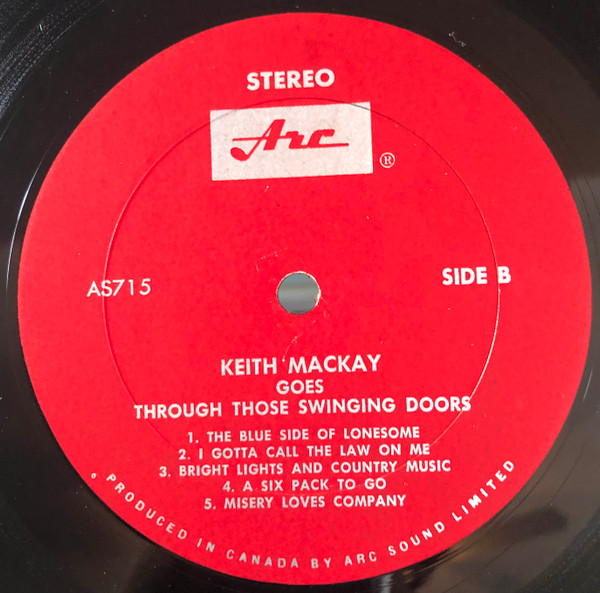 STEREO
Arc ®
AS715
SIDE B
KEITH MACKAY
GOES
THROUGH THOSE SWINGING DOORS
1. THE BLUE SIDE OF LONESOME
2. I GOTTA CALL THE LAW ON ME
3. BRIGHT LIGHTS AND COUNTRY MUSIC
4. A SIX PACK TO GO
5. MISERY LOVES COMPANY
PRODUCED IN CANADA BY ARC SOUND LIMITED